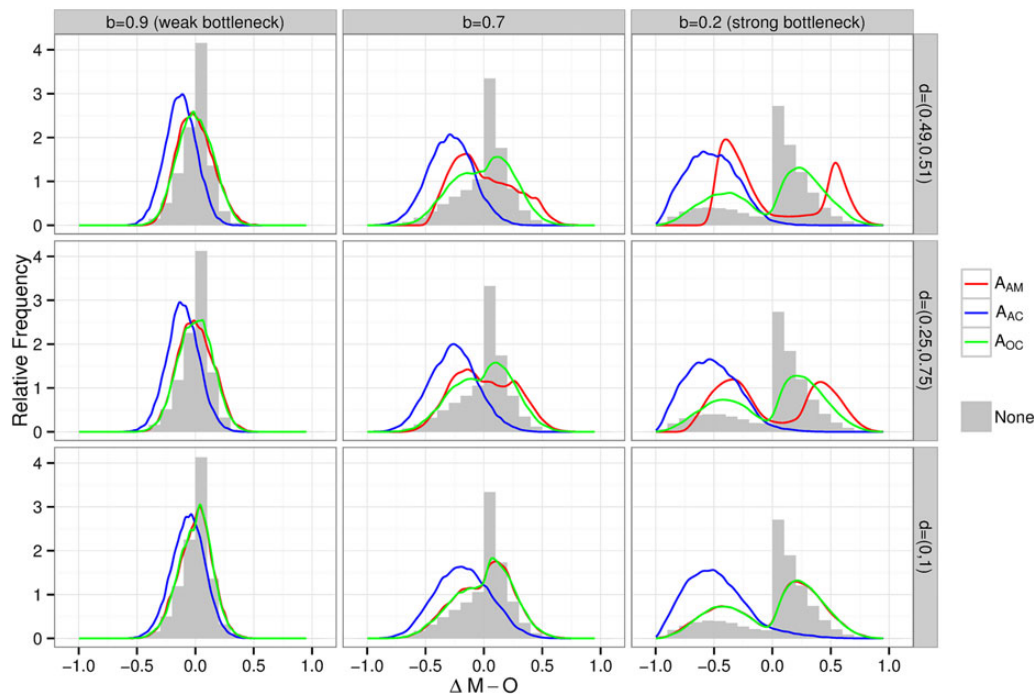 b=0.9 (weak bottleneck)
b=0.7
b=0.2 (strong bottleneck)
4
3
2
1
0
d=(0.49,0.51)
4
3
2
1
0
d=(0.25,0.75)
4
3
2
1
0
d=(0,1)
−1.0 −0.5 0.0 0.5 1.0
−1.0 −0.5 0.0 0.5 1.0
−1.0 −0.5 0.0 0.5 1.0
Relative Frequency
Δ M − O
A_AM
A_AC
A_OC
None